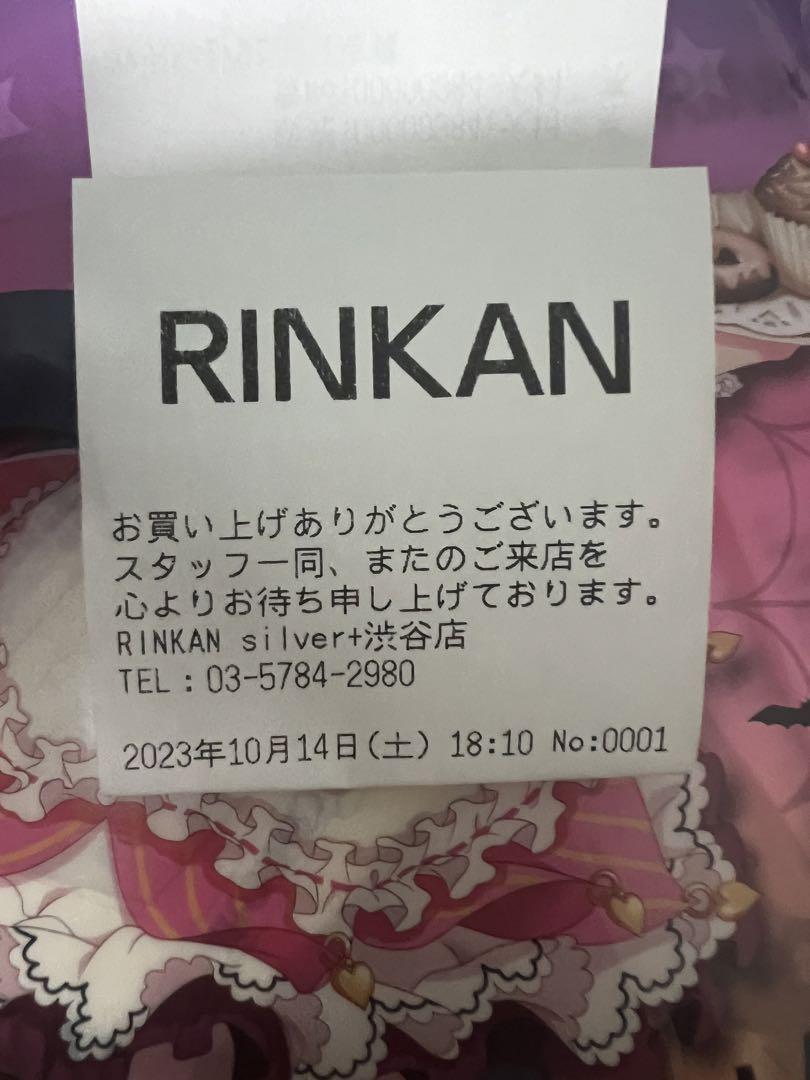 RINKAN
お買い上げありがとうございます。
スタッフ一同、またのご来店を
心よりお待ち申し上げております。
RINKAN silver+渋谷店
TEL：03-5784-2980
2023年10月14日(土) 18:10 No:0001